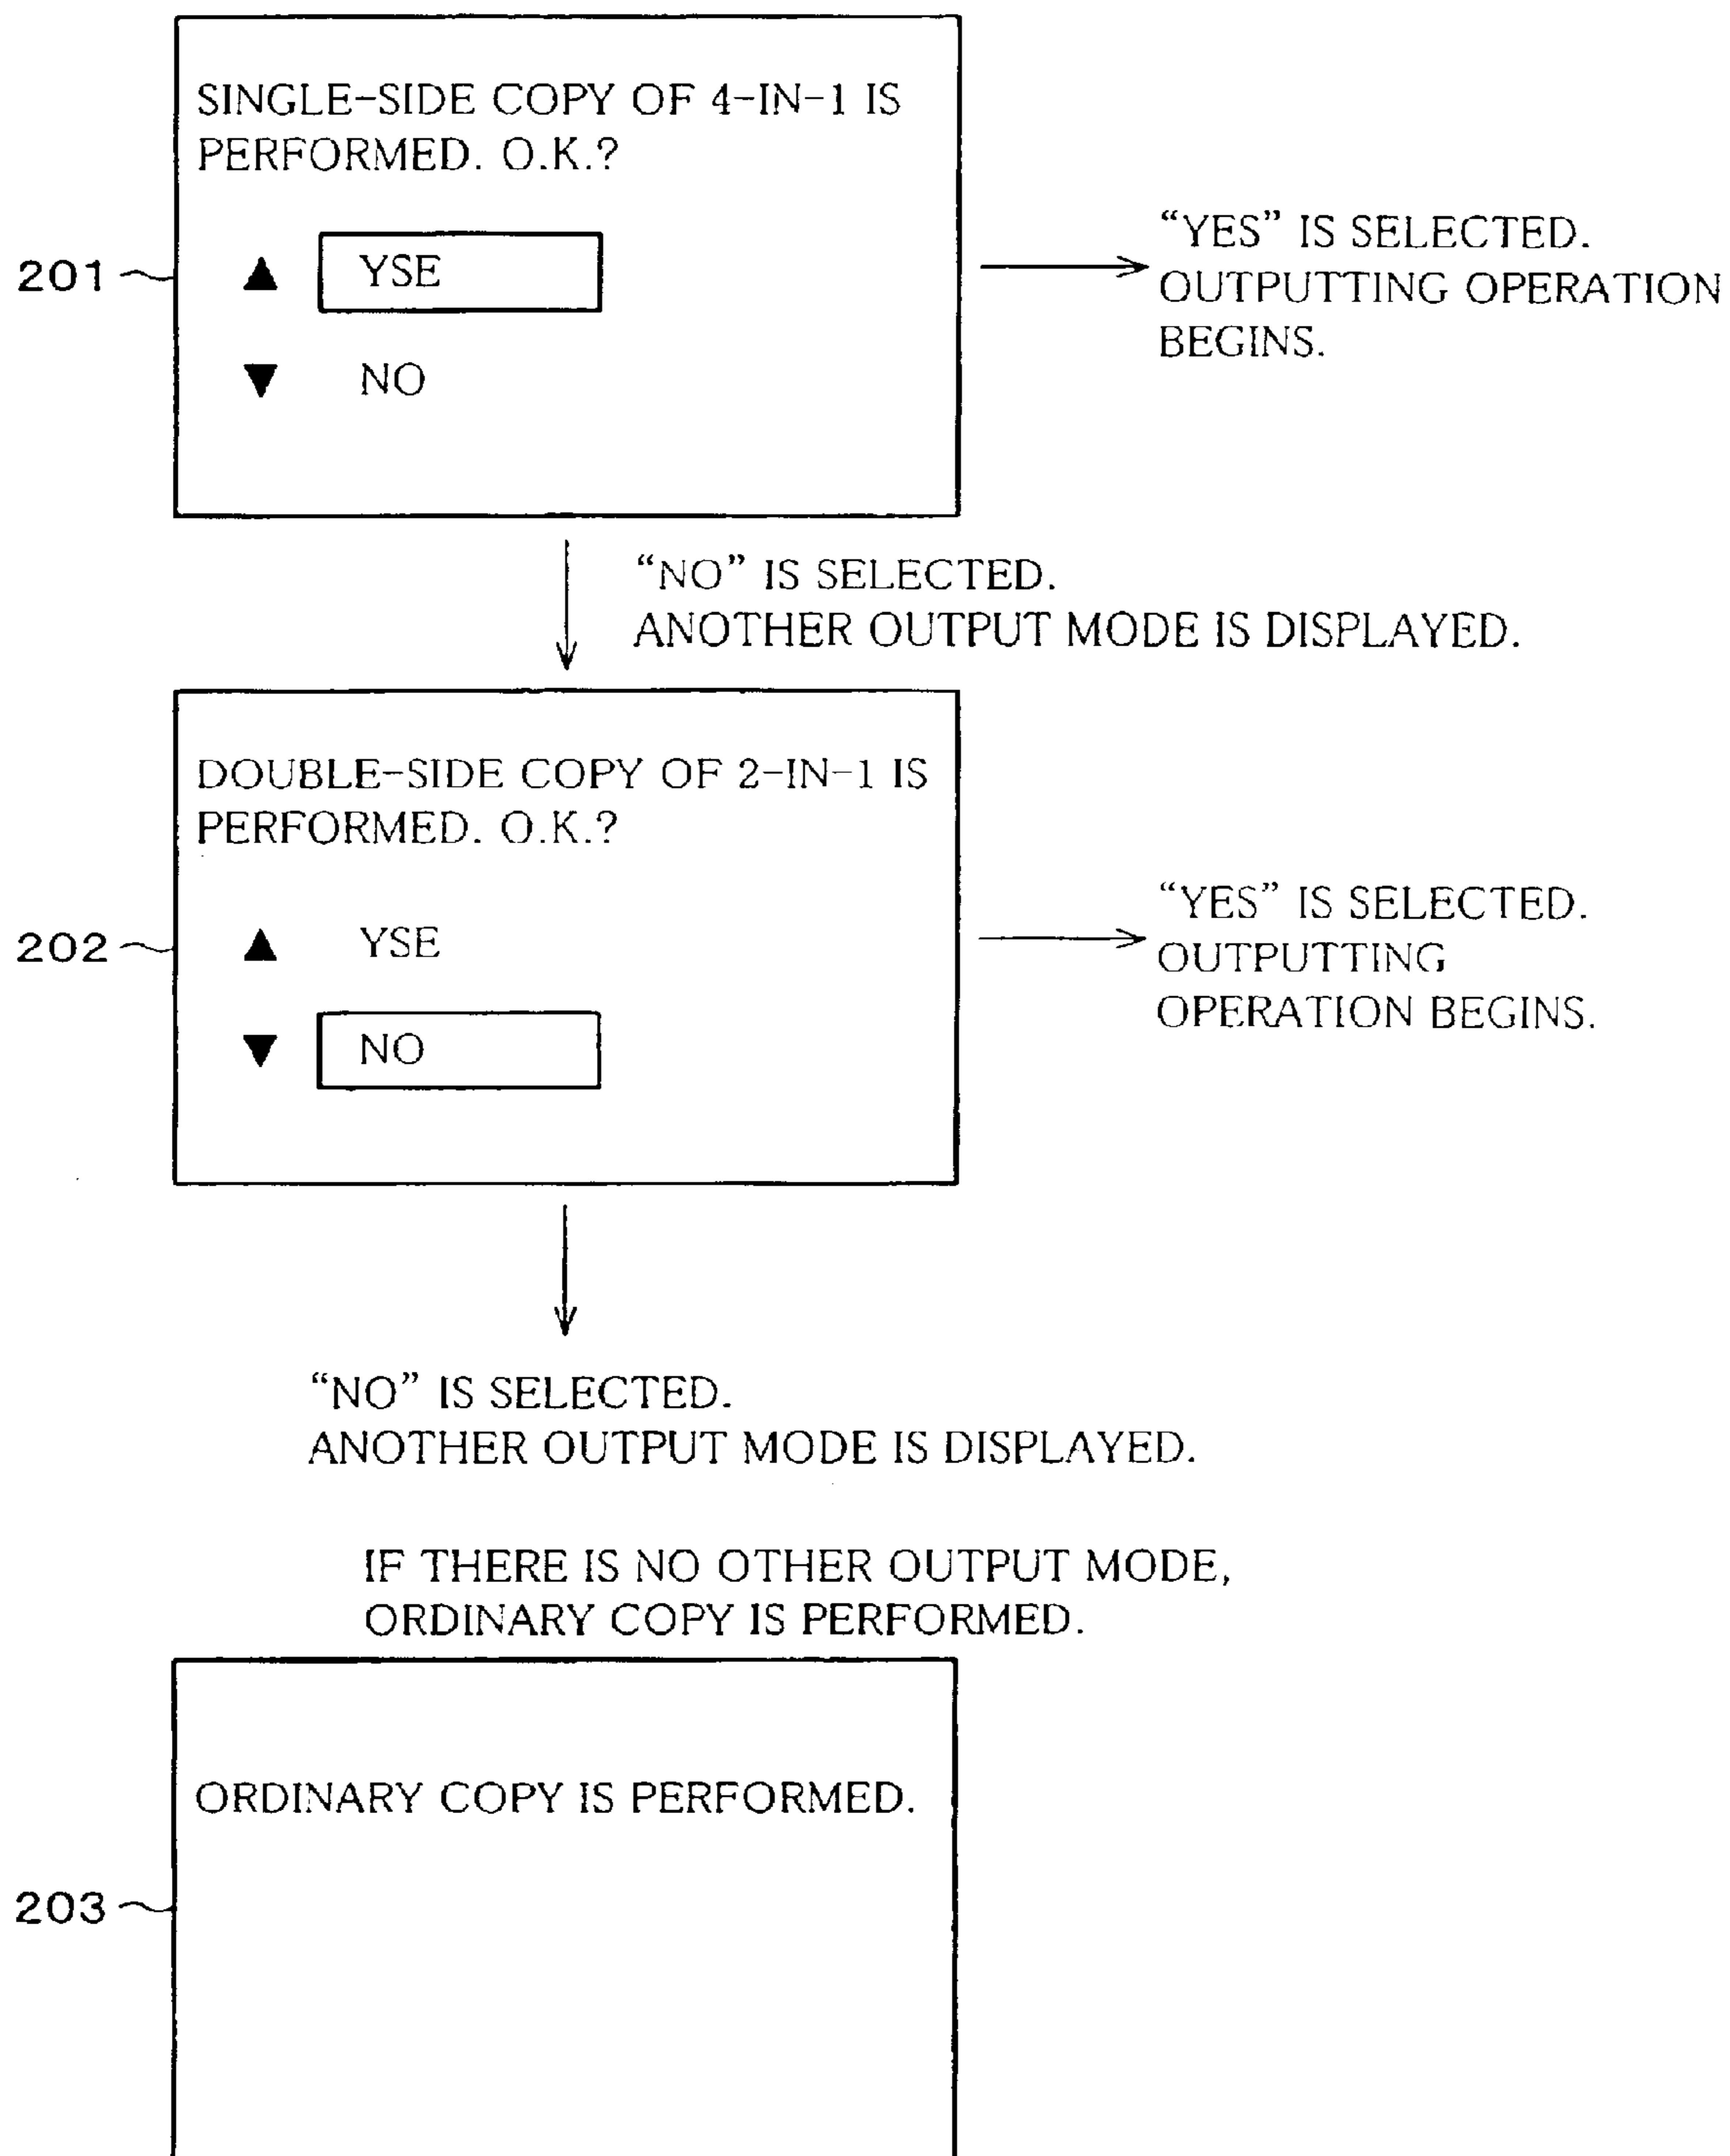 SINGLE-SIDE COPY OF 4-IN-1 IS
PERFORMED. O.K.?
201
▲ YSE
▼ NO
“YES” IS SELECTED.
OUTPUTTING OPERATION
BEGINS.
“NO” IS SELECTED.
ANOTHER OUTPUT MODE IS DISPLAYED.
DOUBLE-SIDE COPY OF 2-IN-1 IS
PERFORMED. O.K.?
202
▲ YSE
▼ NO
“YES” IS SELECTED.
OUTPUTTING
OPERATION BEGINS.
“NO” IS SELECTED.
ANOTHER OUTPUT MODE IS DISPLAYED.
IF THERE IS NO OTHER OUTPUT MODE,
ORDINARY COPY IS PERFORMED.
ORDINARY COPY IS PERFORMED.
203